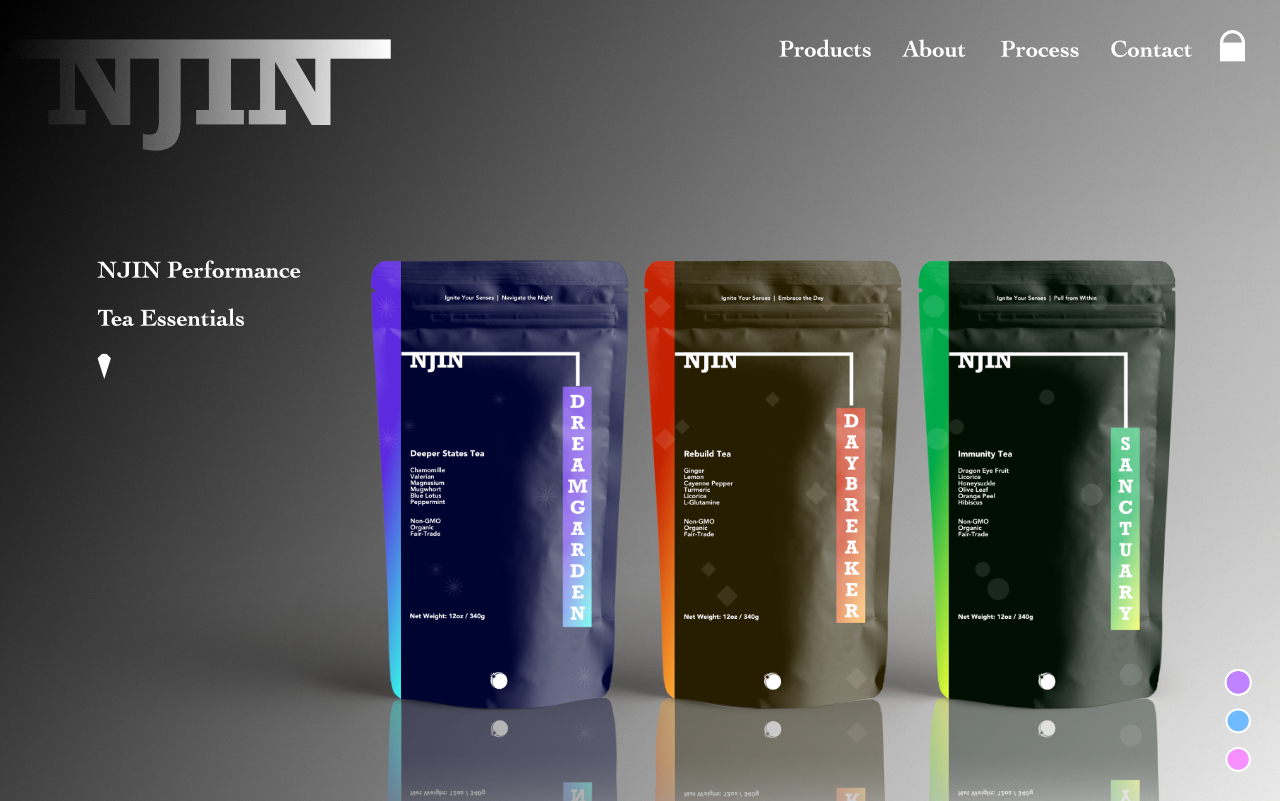 NJIN
Products
About
Process
Contact
NJIN Performance
Tea Essentials
Ignite Your Senses | Navigate the Night
NJIN
DREAMGARDEN
Deeper States Tea
Chamomille
Valerian
Magnesium
Mugwhort
Blue Lotus
Peppermint
Non-GMO
Organic
Fair-Trade
Net Weight: 12oz / 340g
Ignite Your Senses | Embrace the Day
NJIN
DAYBREAKER
Rebuild Tea
Ginger
Lemon
Cayenne Pepper
Turmeric
Licorice
L-Glutamine
Non-GMO
Organic
Fair-Trade
Net Weight: 12oz / 340g
Ignite Your Senses | Pull from Within
NJIN
SANCTUARY
Immunity Tea
Dragon Eye Fruit
Licorice
Honeysuckle
Olive Leaf
Orange Peel
Hibiscus
Non-GMO
Organic
Fair-Trade
Net Weight: 12oz / 340g